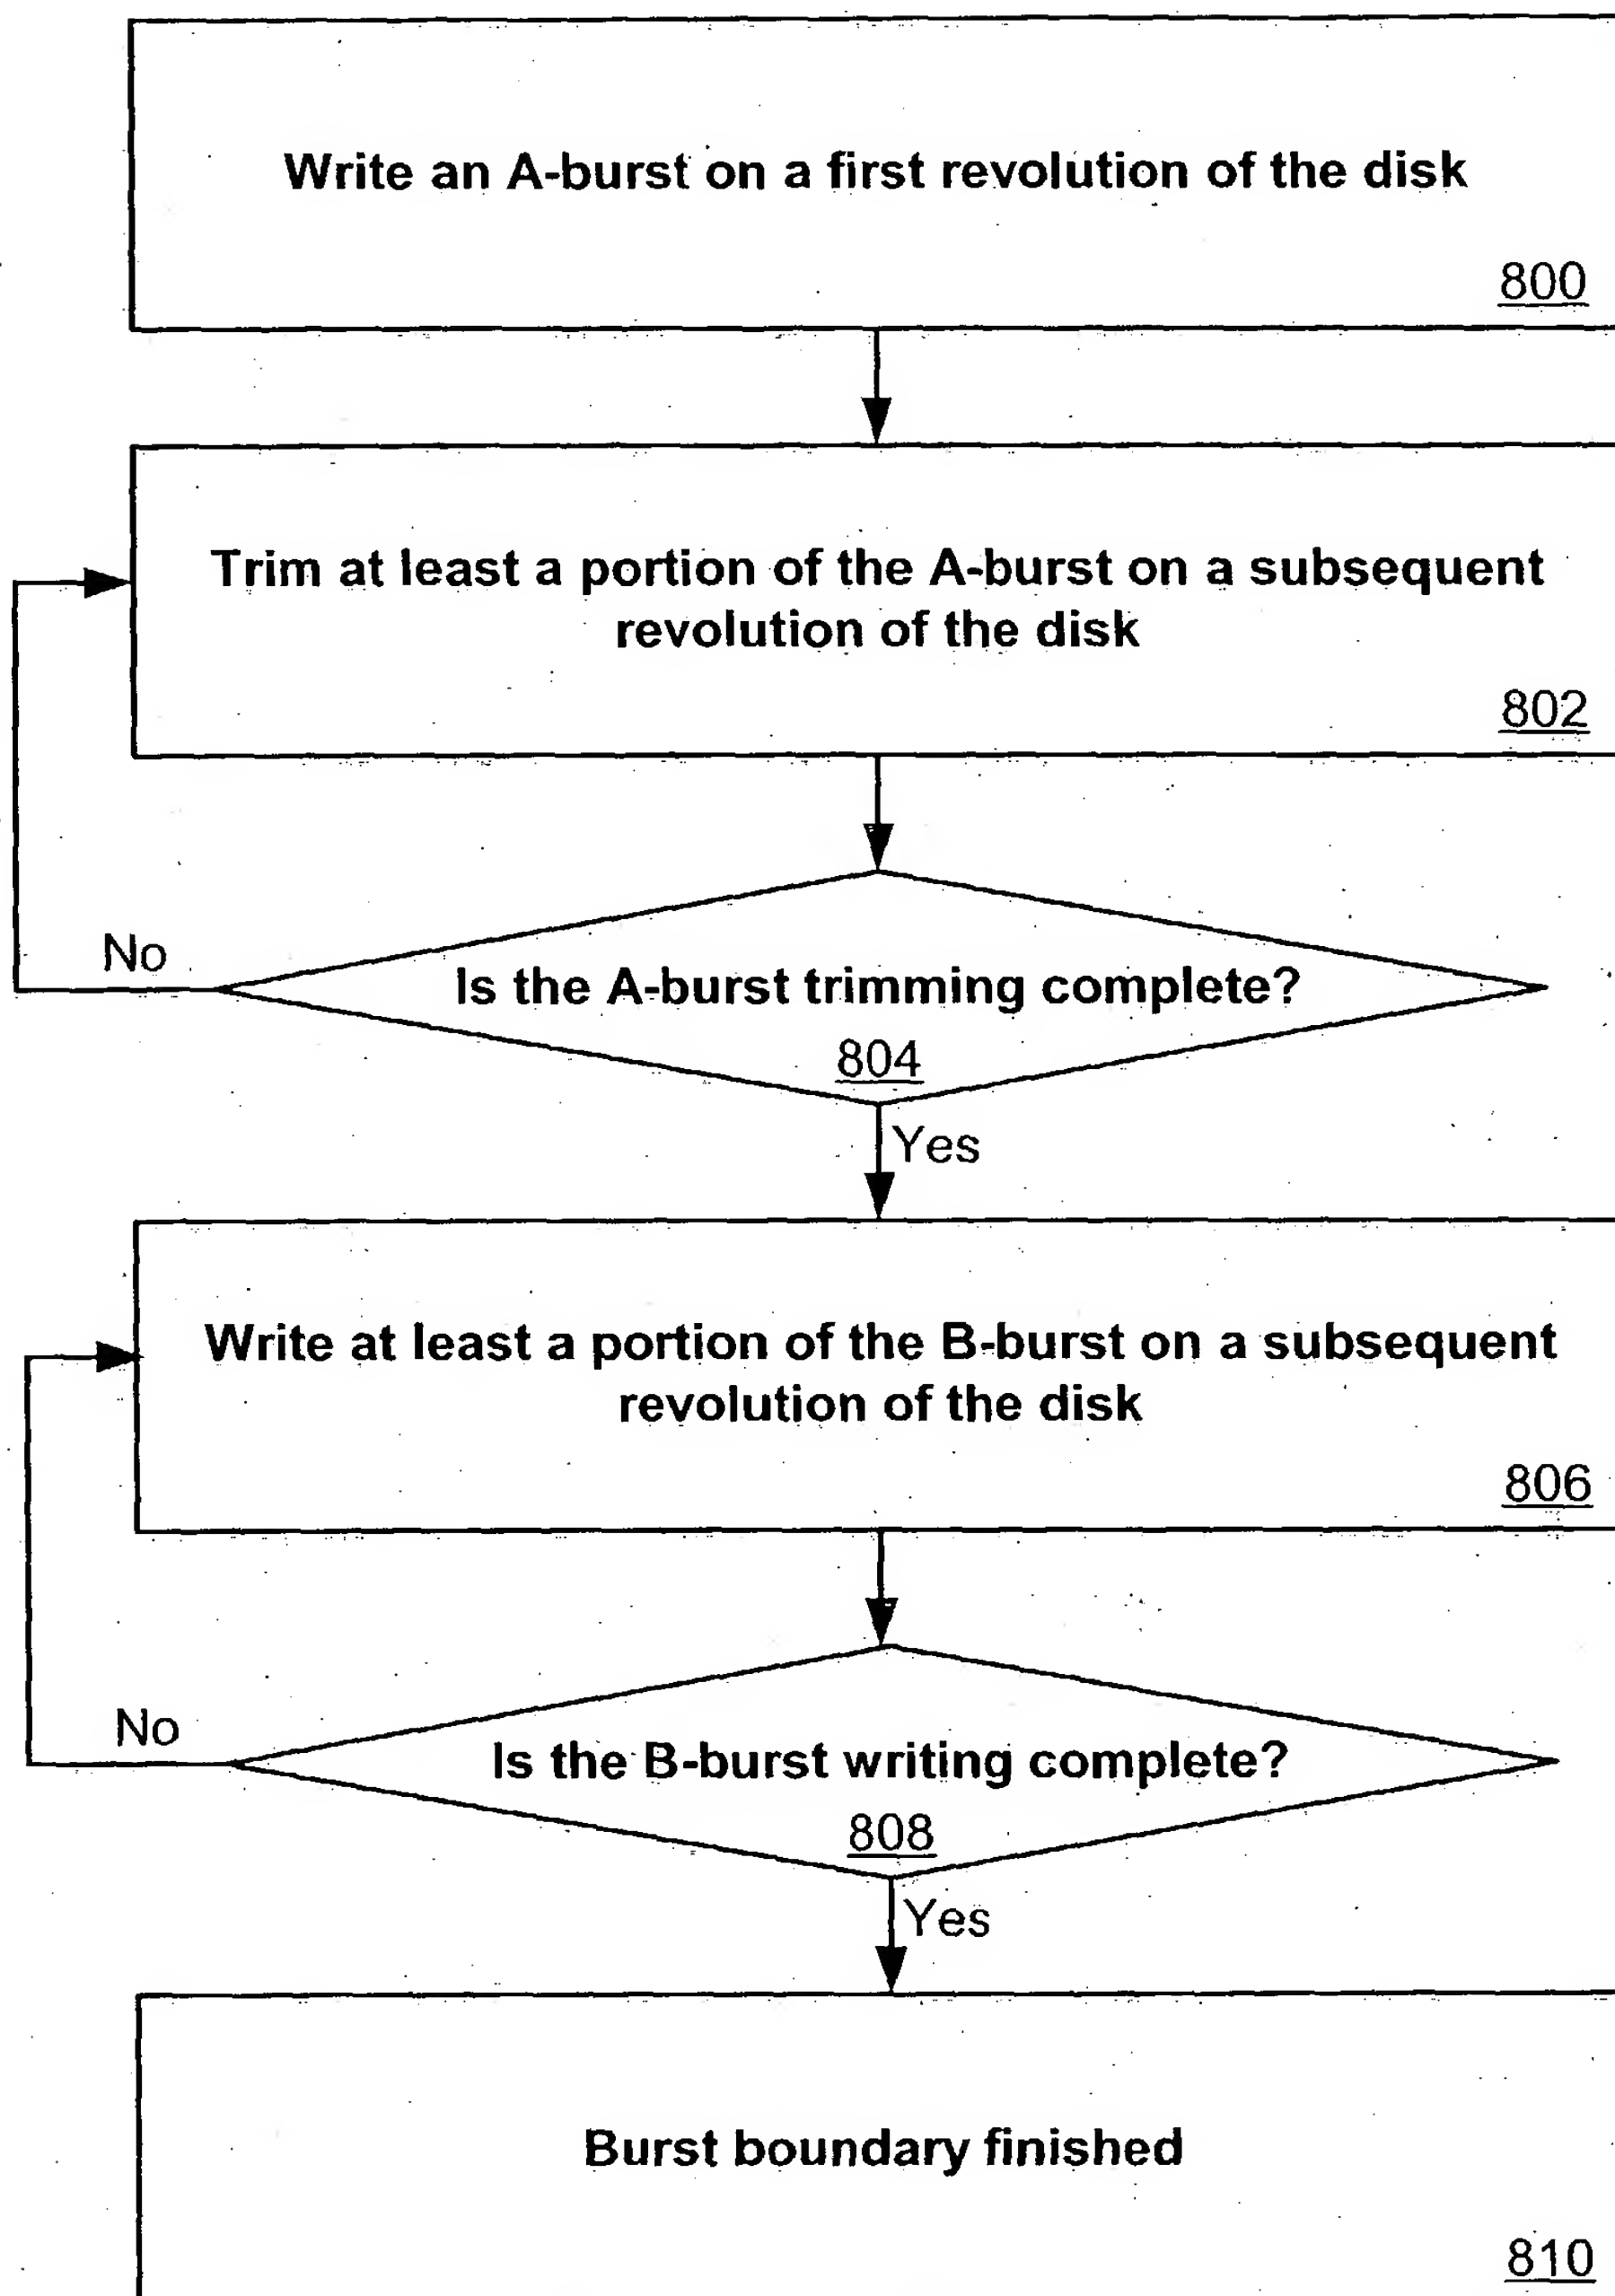 Write an A-burst on a first revolution of the disk
800
Trim at least a portion of the A-burst on a subsequent
revolution of the disk
802
No
Is the A-burst trimming complete?
804
Yes
Write at least a portion of the B-burst on a subsequent
revolution of the disk
806
No
Is the B-burst writing complete?
808
Yes
Burst boundary finished
810